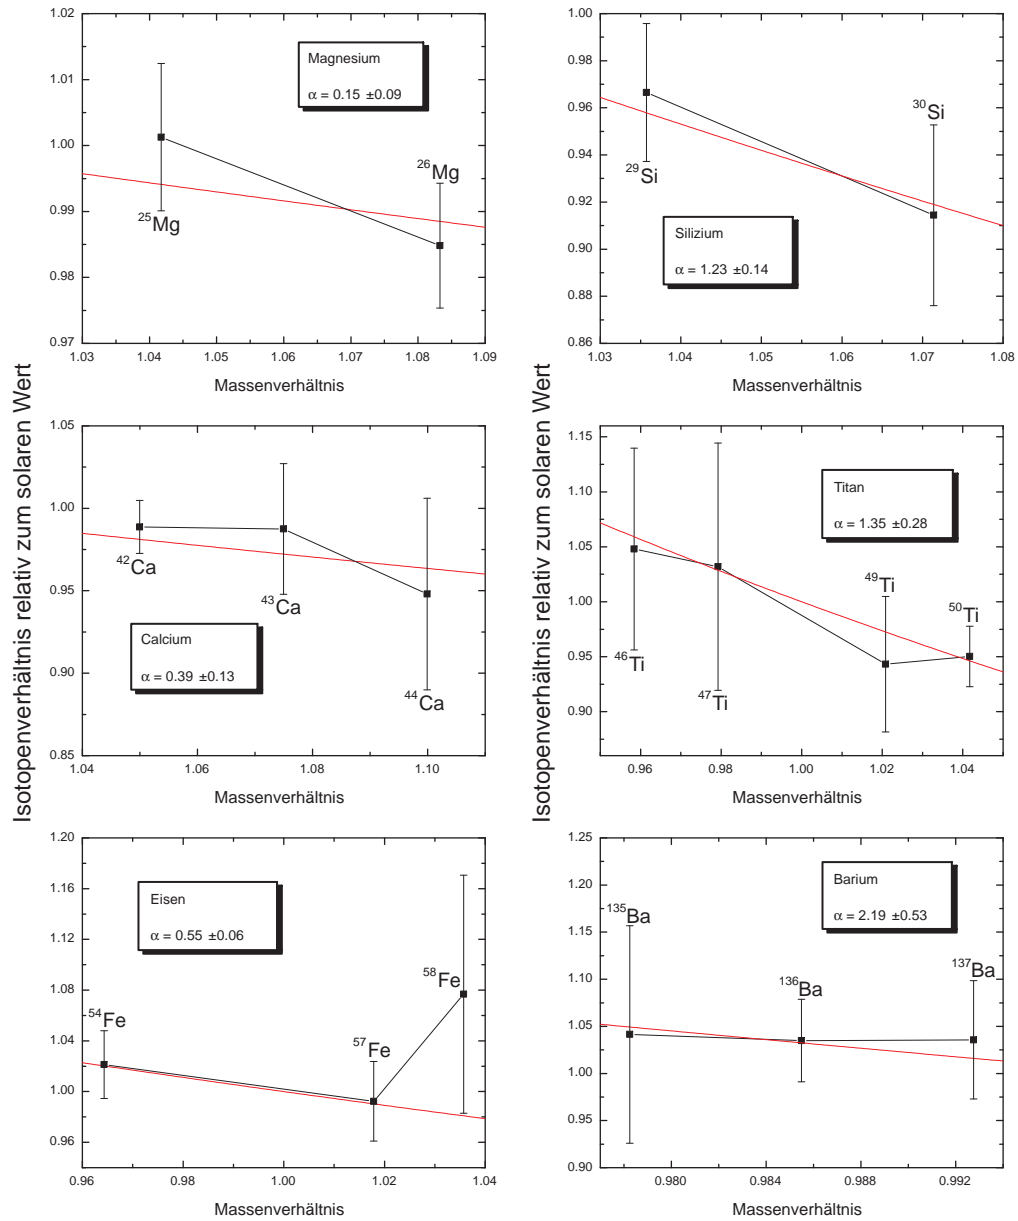 Isotopenverhältnis relativ zum solaren Wert
1.02
1.01
1.00
0.99
0.98
0.97
Magnesium
α = 0.15 ±0.09
25Mg
26Mg
1.03 1.04 1.05 1.06 1.07 1.08 1.09
Massenverhältnis
Isotopenverhältnis relativ zum solaren Wert
1.00
0.98
0.96
0.94
0.92
0.90
0.88
0.86
29Si
30Si
Silizium
α = 1.23 ±0.14
1.03 1.04 1.05 1.06 1.07 1.08
Massenverhältnis
1.05
1.00
0.95
0.90
0.85
42Ca
43Ca
44Ca
Calcium
α = 0.39 ±0.13
1.04 1.06 1.08 1.10
Massenverhältnis
1.15
1.10
1.05
1.00
0.95
0.90
Titan
α = 1.35 ±0.28
46Ti
47Ti
49Ti
50Ti
0.96 0.98 1.00 1.02 1.04
Massenverhältnis
1.20
1.16
1.12
1.08
1.04
1.00
0.96
Eisen
α = 0.55 ±0.06
54Fe
57Fe
58Fe
0.96 0.98 1.00 1.02 1.04
Massenverhältnis
1.25
1.20
1.15
1.10
1.05
1.00
0.95
0.90
Barium
α = 2.19 ±0.53
135Ba
136Ba
137Ba
0.980 0.984 0.988 0.992
Massenverhältnis